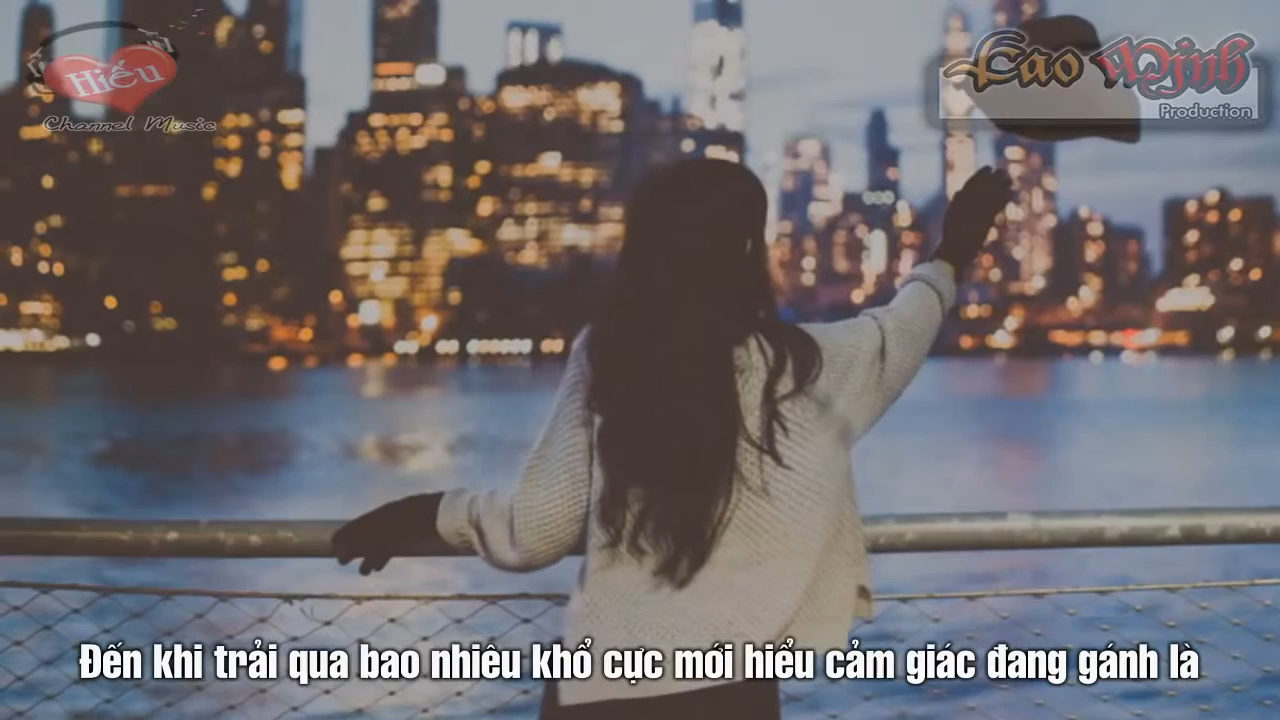 Hiếu
Channel Music
Cao Minh
Production
Đến khi trải qua bao nhiêu khổ cực mới hiểu cảm giác đang gánh là